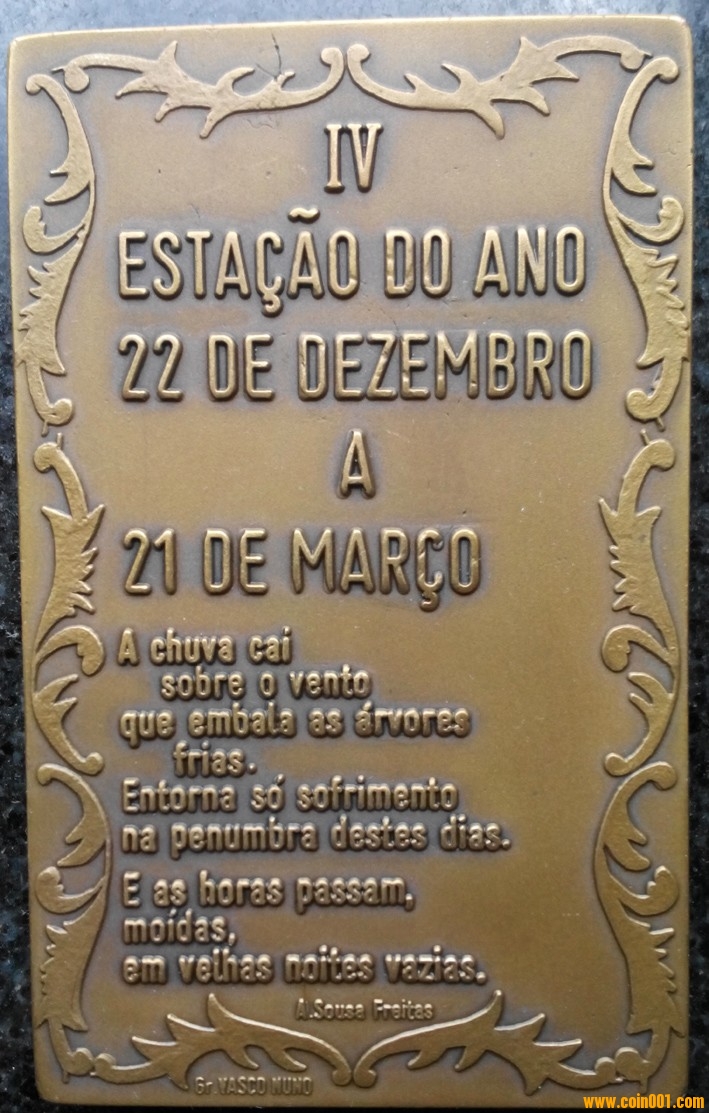 IV
ESTAÇÃO DO ANO
22 DE DEZEMBRO
A
21 DE MARÇO
A chuva cai
sobre o vento
que embala as árvores
frias.
Entorna só sofrimento
na penumbra destes dias.
E as horas passam,
moídas,
em velhas noites vazias.
A.Sousa Freitas
Gr VASCO NUNO
www.coin001.com